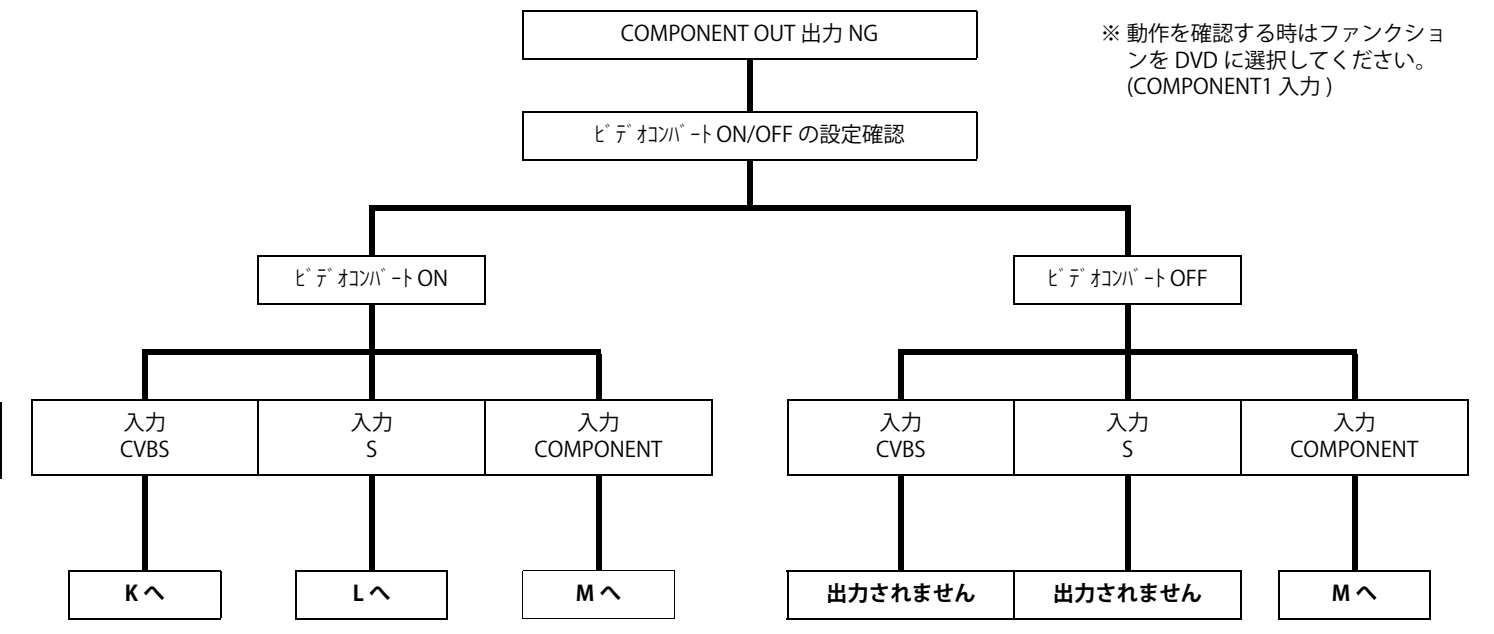 COMPONENT OUT 出力 NG
※ 動作を確認する時はファンクショ
ンを DVD に選択してください。
(COMPONENT1 入力 )
ﾋﾞﾃﾞｵｺﾝﾊﾞｰﾄ ON/OFF の設定確認
ﾋﾞﾃﾞｵｺﾝﾊﾞｰﾄ ON
ﾋﾞﾃﾞｵｺﾝﾊﾞｰﾄ OFF
入力
CVBS
入力
S
入力
COMPONENT
入力
CVBS
入力
S
入力
COMPONENT
K へ
L へ
M へ
出力されません
出力されません
M へ